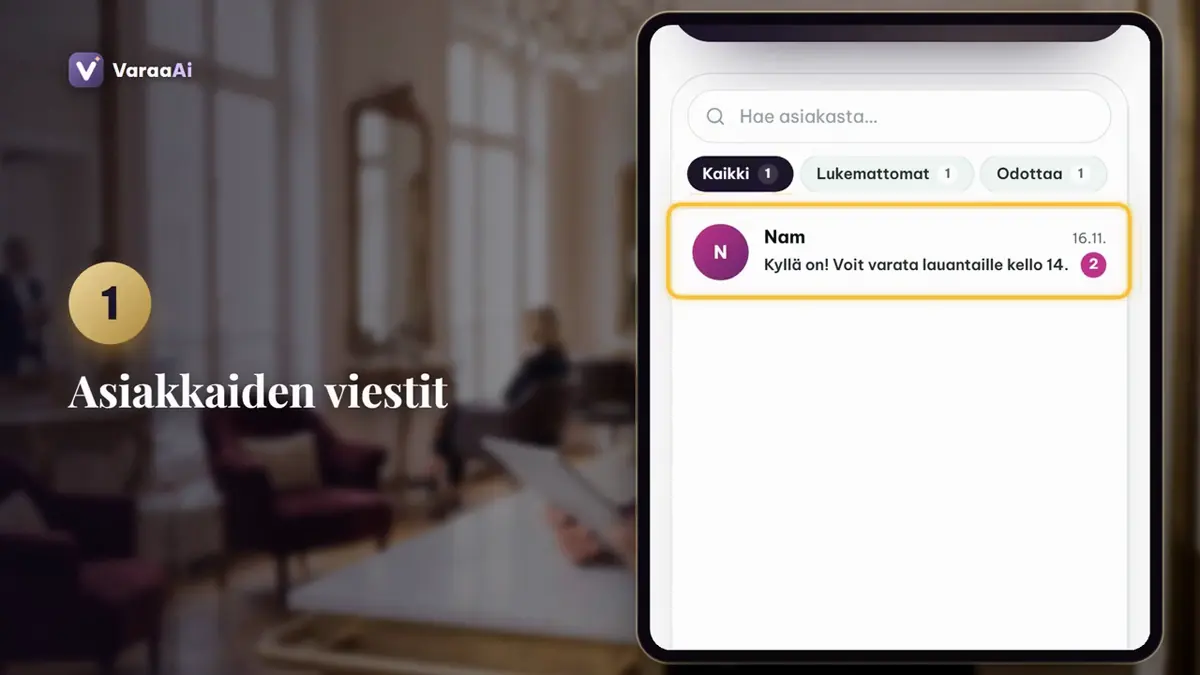 VaraaAi
1
Asiakkaiden viestit
Hae asiakasta...
Kaikki 1
Lukemattomat 1
Odottaa 1
N
Nam
16.11.
Kyllä on! Voit varata lauantaille kello 14.
2